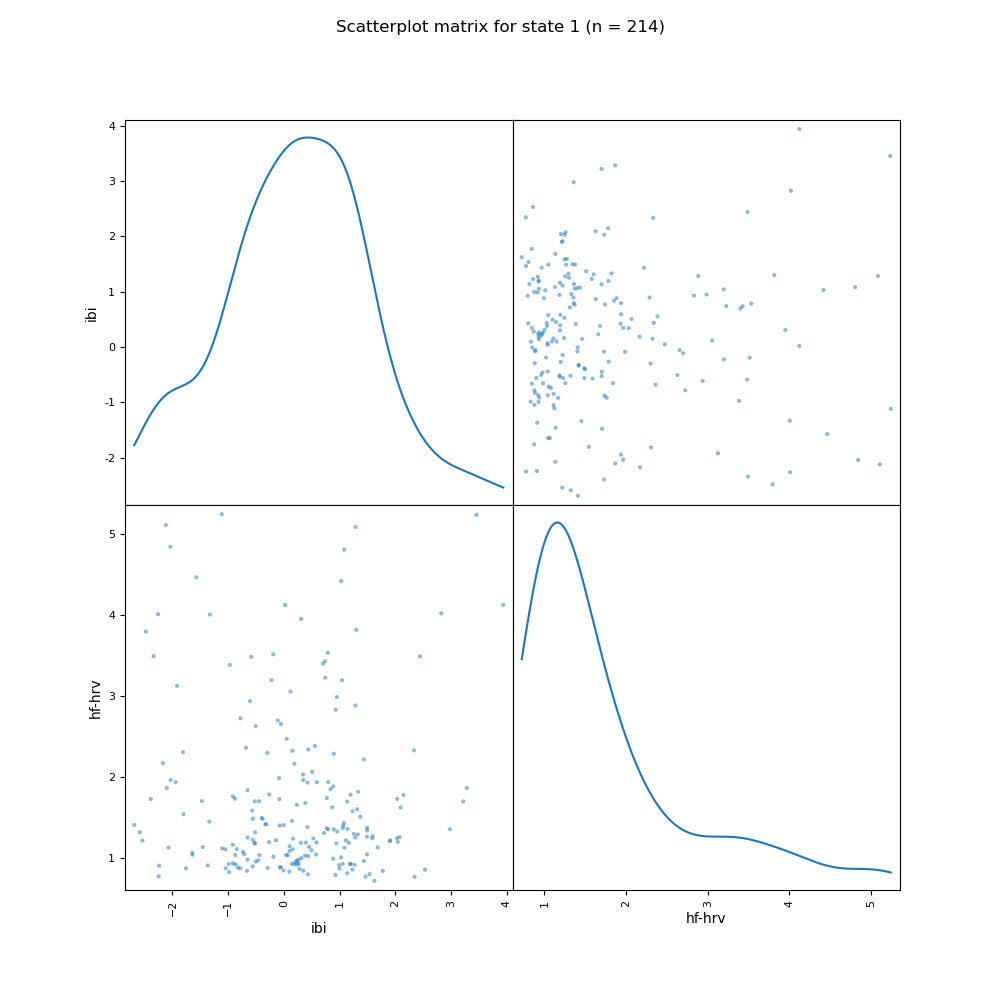 Scatterplot matrix for state 1 (n = 214)
4
3
2
1
0
-1
-2
ibi
5
4
3
2
1
hf-hrv
−2 −1 0 1 2 3 4
ibi
1 2 3 4 5
hf-hrv